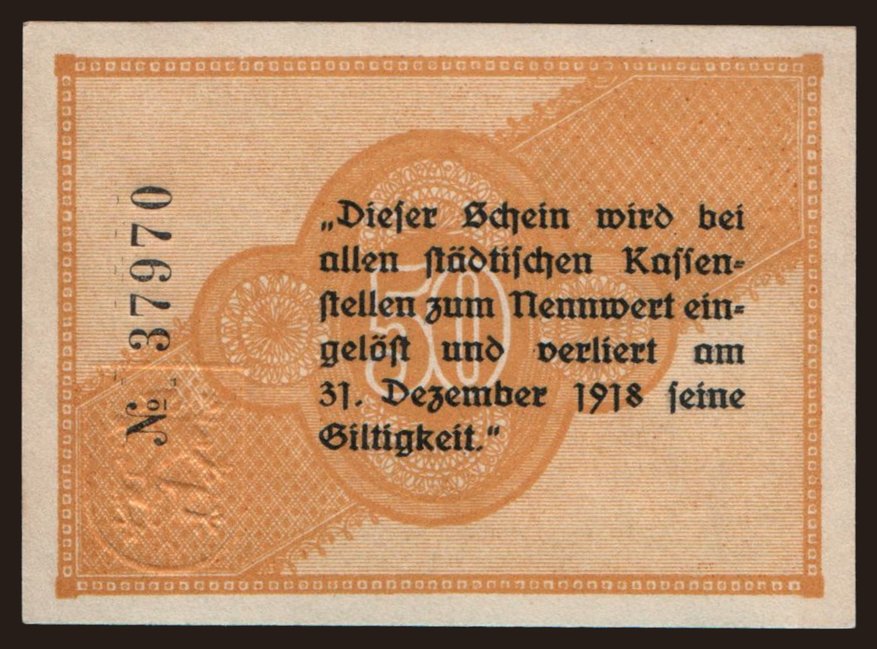 № 37970
„Dieſer Schein wird bei
allen ſtädtiſchen Kaſſen=
ſtellen zum Nennwert ein=
gelöſt und verliert am
31. Dezember 1918 ſeine
Giltigkeit.“
50